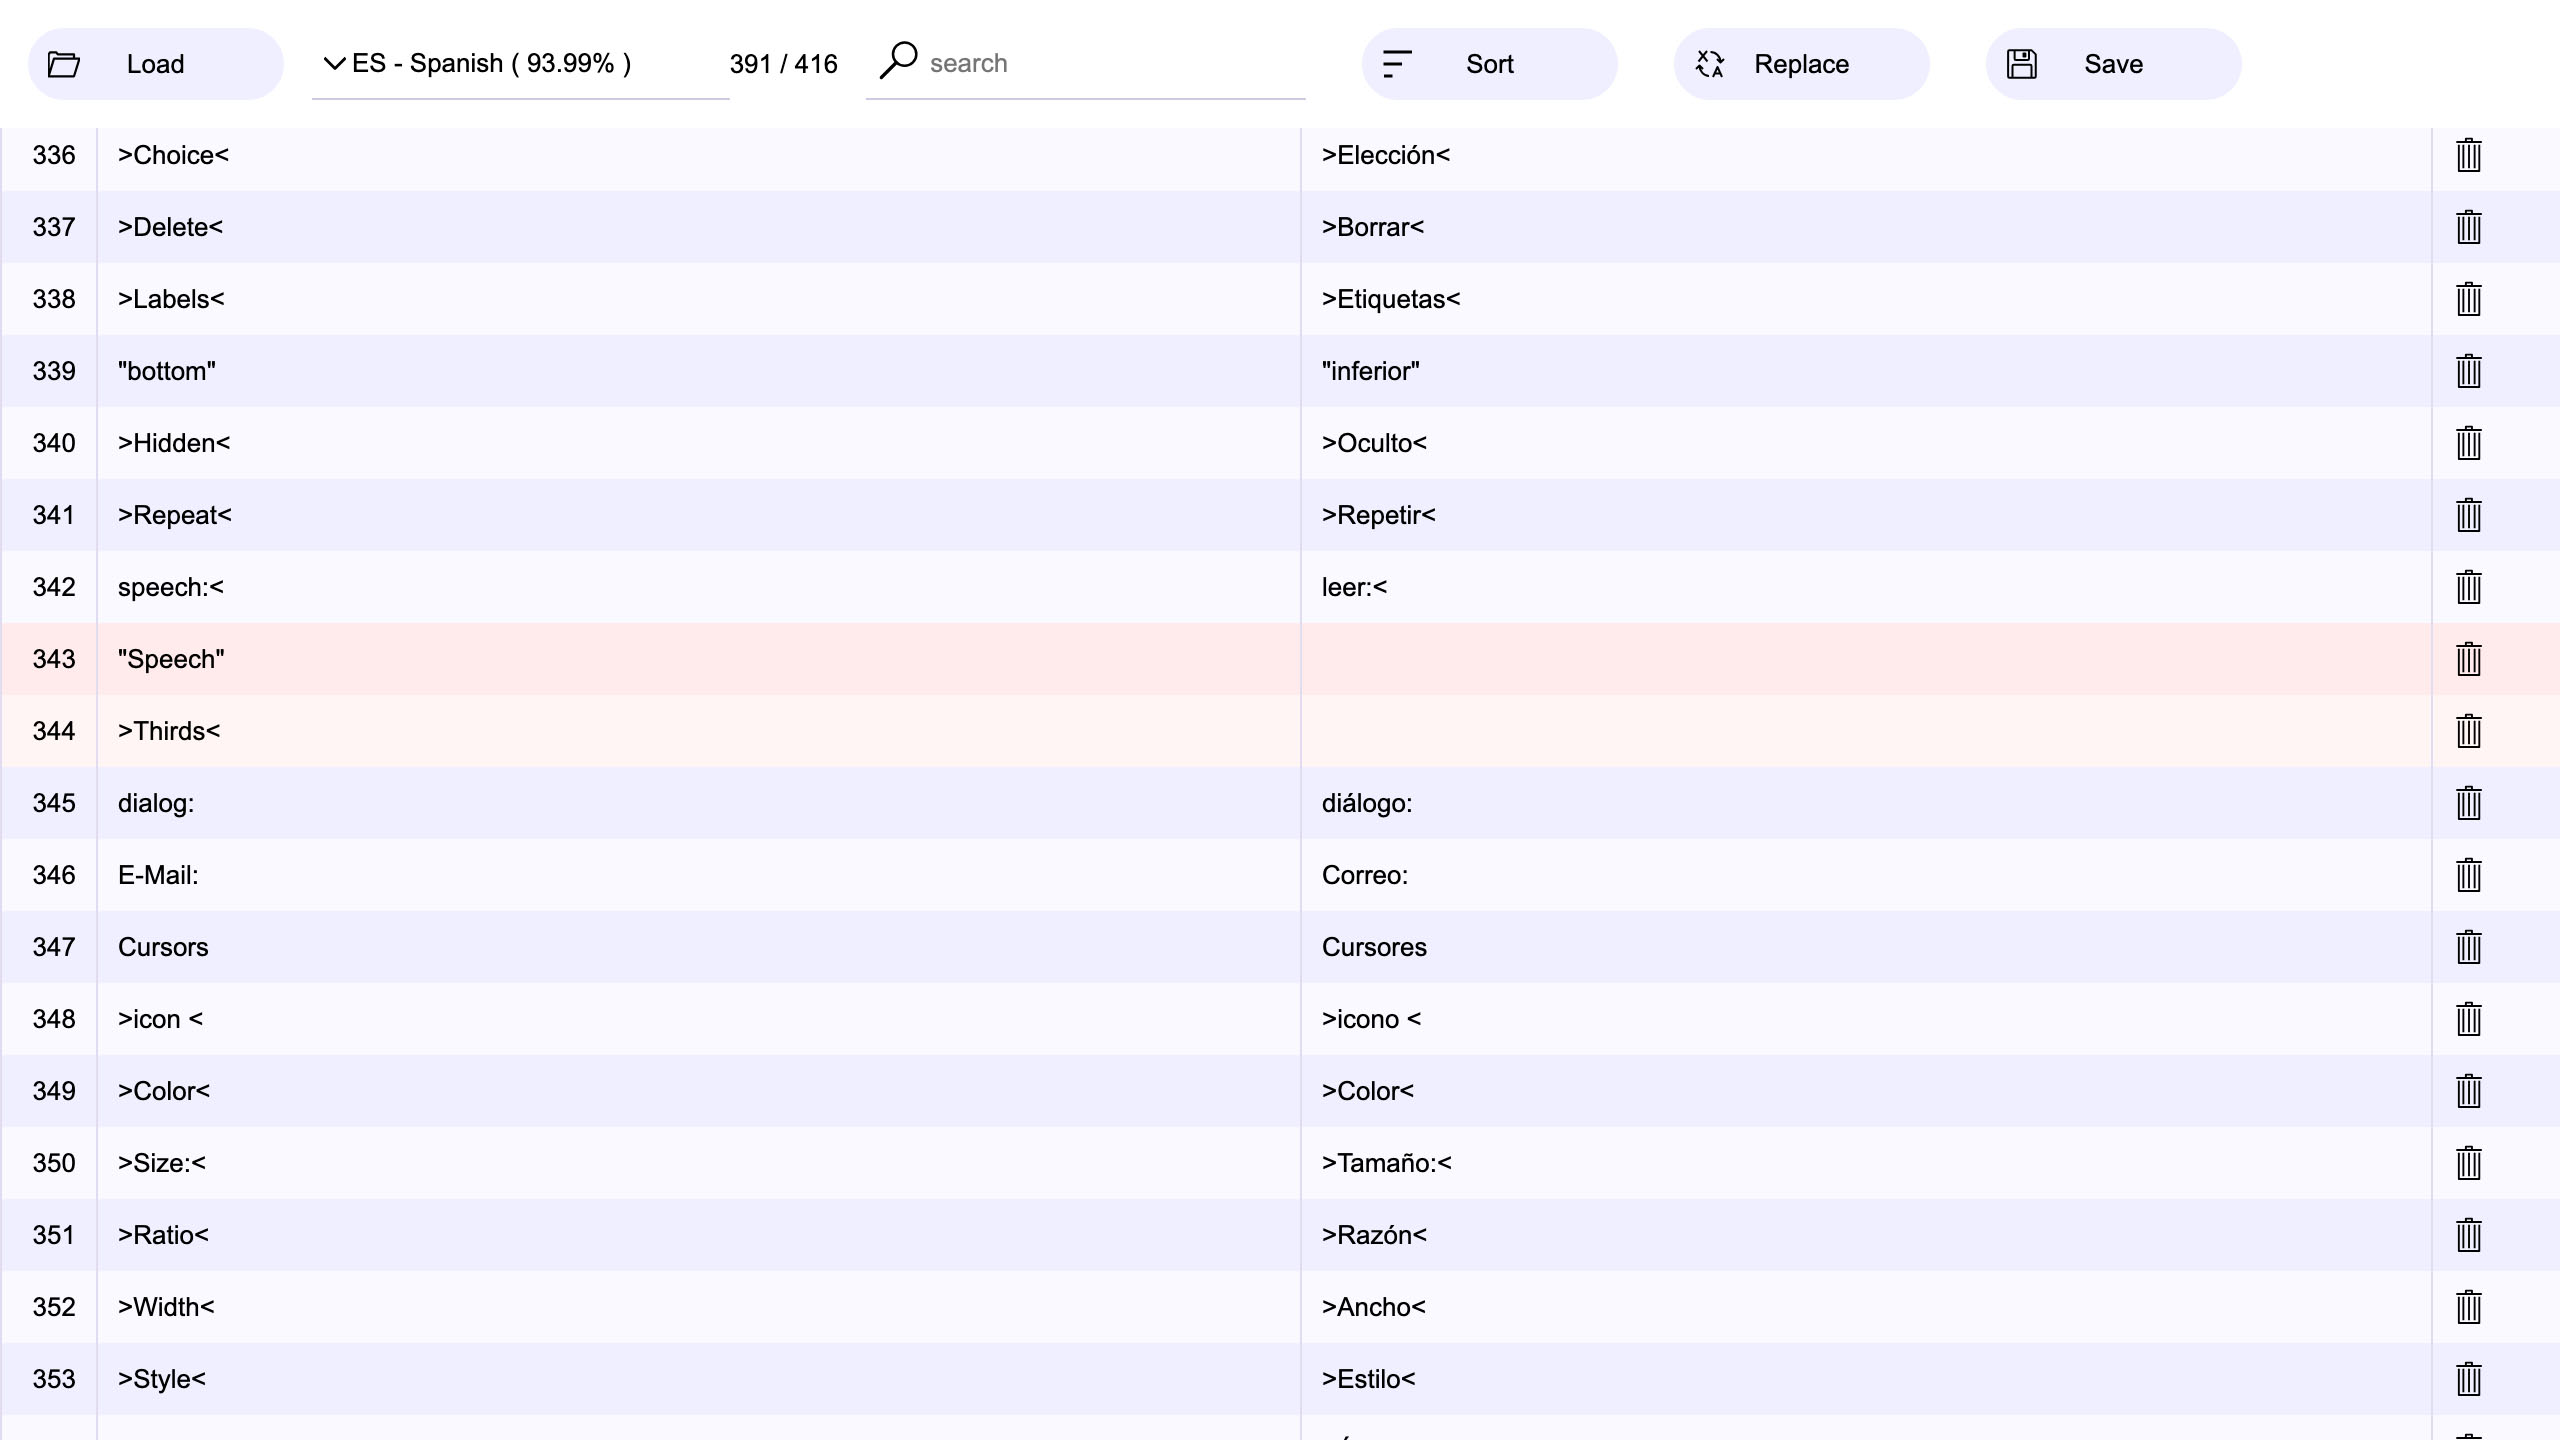 Load
ES - Spanish ( 93.99% )
391 / 416
search
Sort
Replace
Save
336 >Choice< >Elección<
337 >Delete< >Borrar<
338 >Labels< >Etiquetas<
339 "bottom" "inferior"
340 >Hidden< >Oculto<
341 >Repeat< >Repetir<
342 speech:< leer:<
343 "Speech"
344 >Thirds<
345 dialog: diálogo:
346 E-Mail: Correo:
347 Cursors Cursores
348 >icon < >icono <
349 >Color< >Color<
350 >Size:< >Tamaño:<
351 >Ratio< >Razón<
352 >Width< >Ancho<
353 >Style< >Estilo<